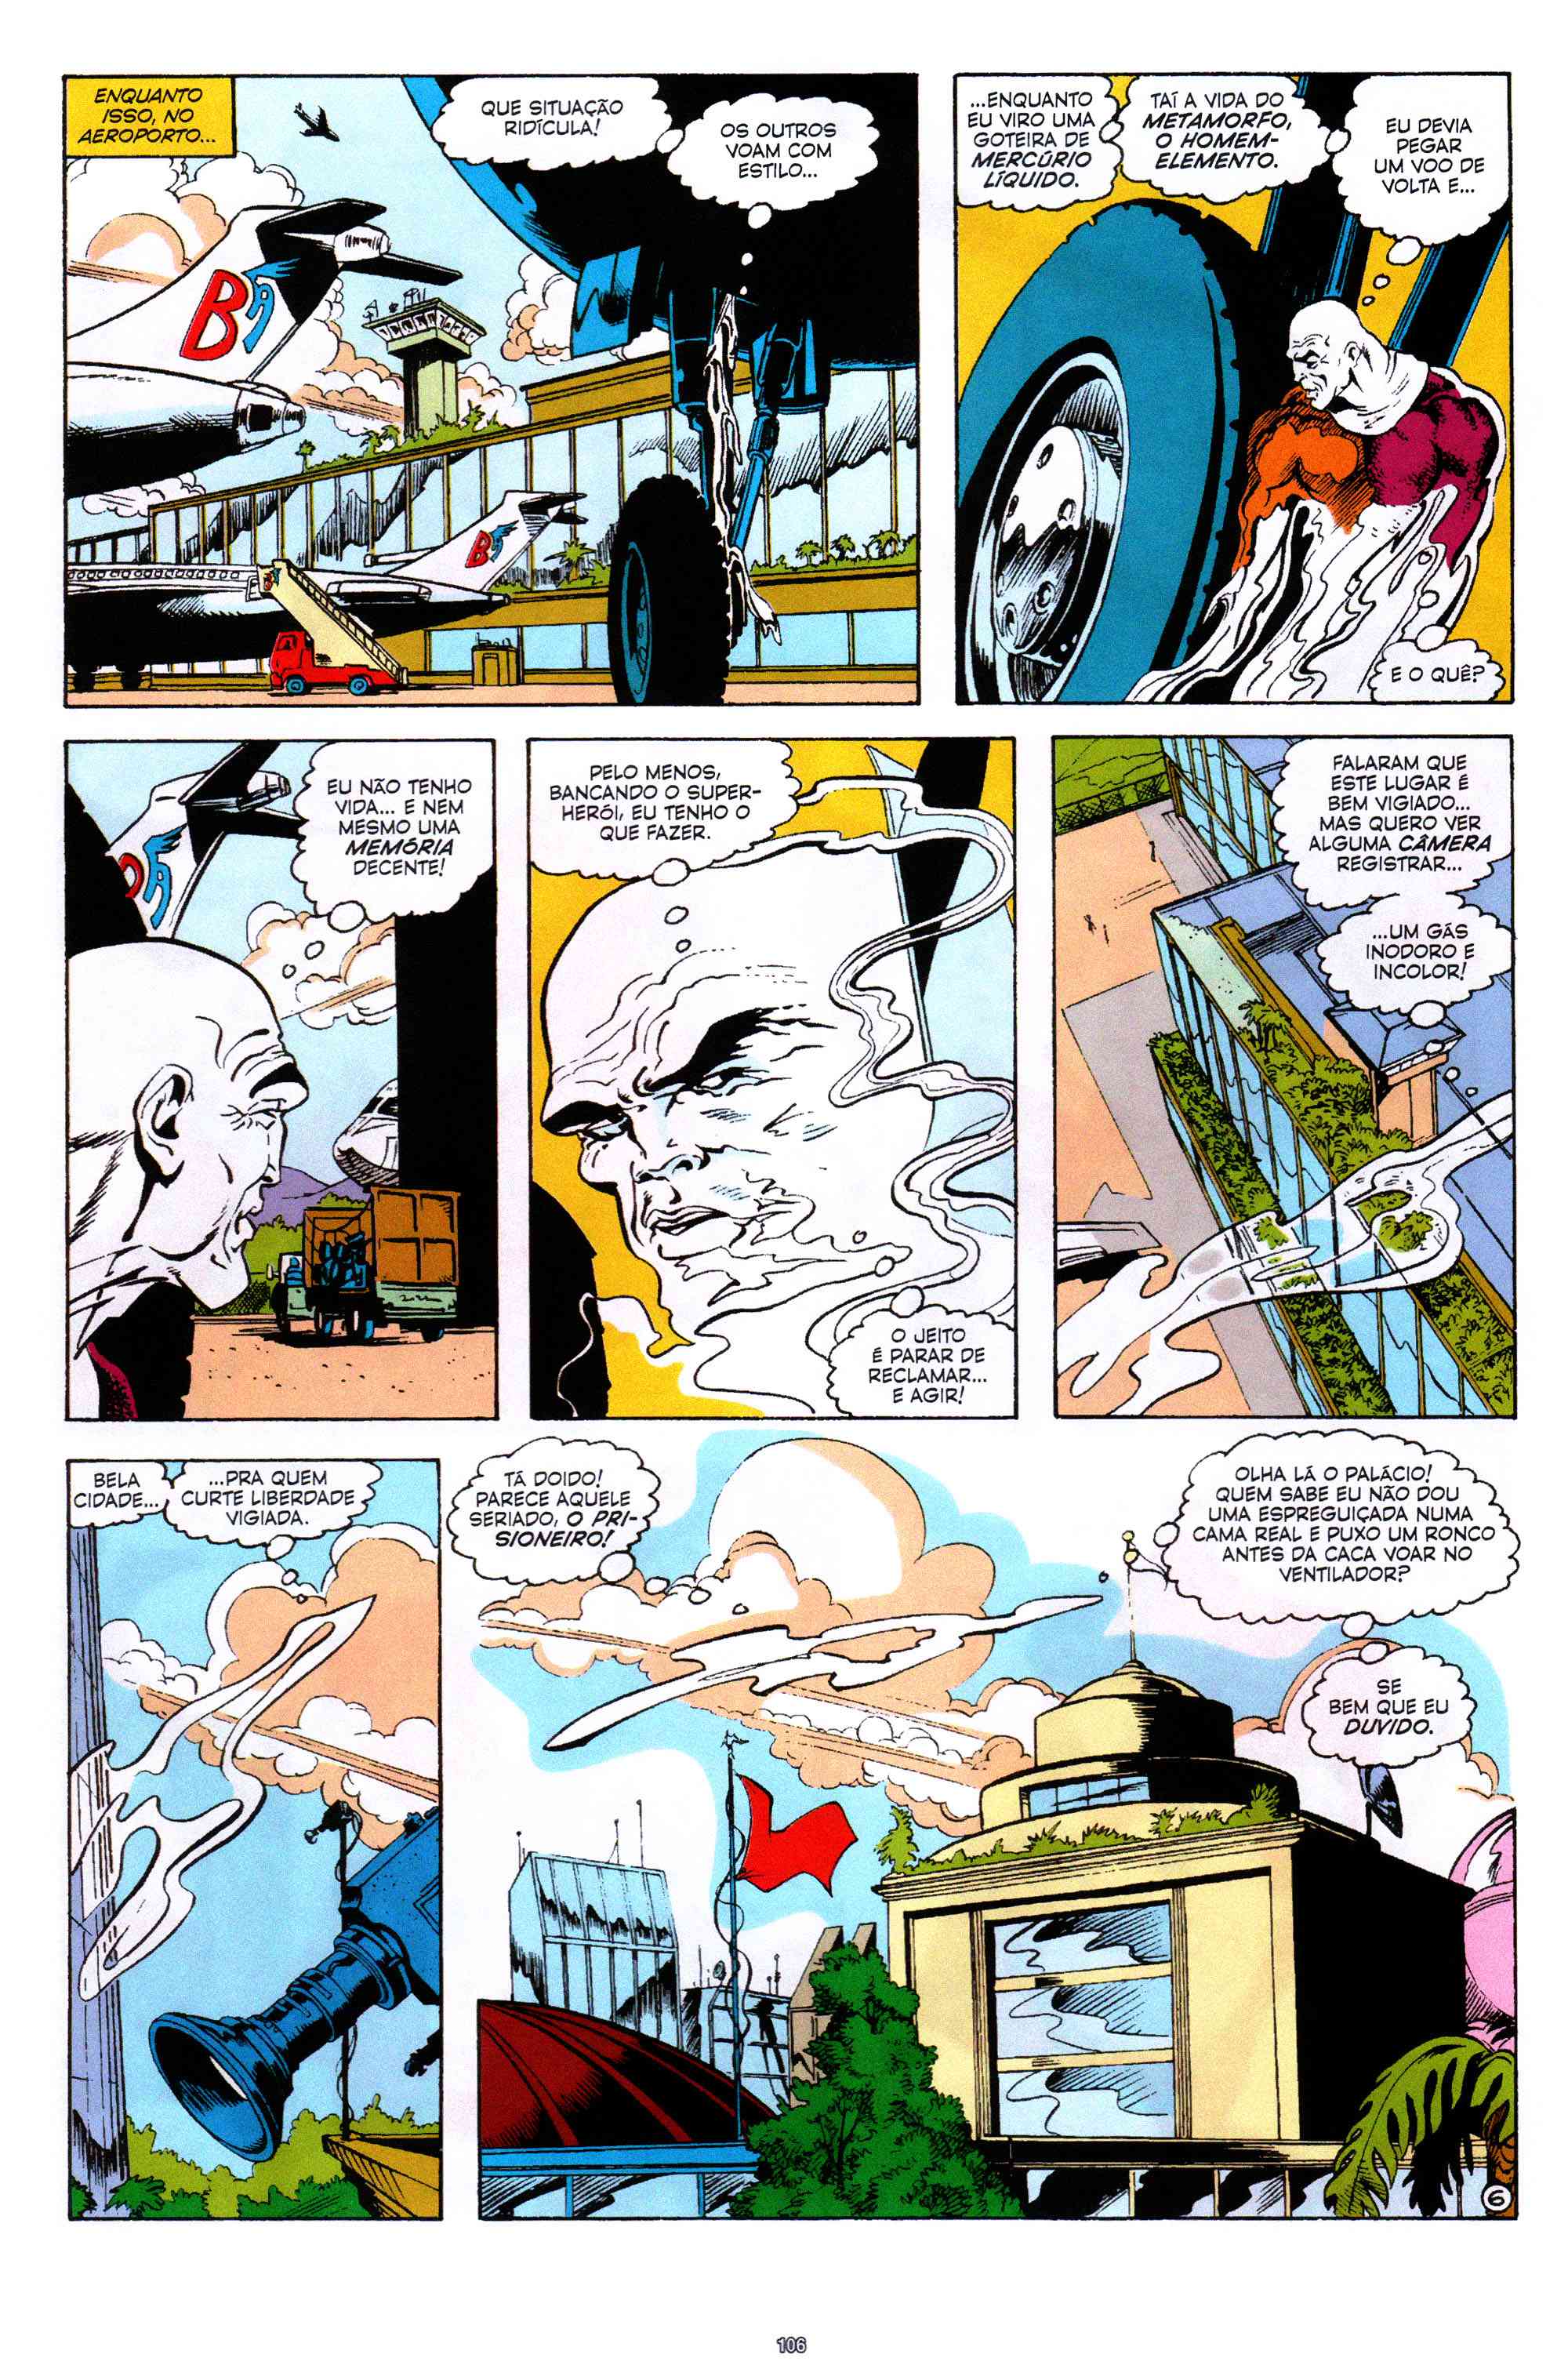 ENQUANTO
ISSO, NO
AEROPORTO...
QUE SITUAÇÃO
RIDÍCULA!
OS OUTROS
VOAM COM
ESTILO...
BA
BA
...ENQUANTO
EU VIRO UMA
GOTEIRA DE
MERCÚRIO
LÍQUIDO.
TAÍ A VIDA DO
METAMORFO,
O HOMEM-
ELEMENTO.
EU DEVIA
PEGAR
UM VOO DE
VOLTA E...
E O QUÊ?
EU NÃO TENHO
VIDA... E NEM
MESMO UMA
MEMÓRIA
DECENTE!
PELO MENOS,
BANCANDO O SUPER-
HERÓI, EU TENHO O
QUE FAZER.
O JEITO
É PARAR DE
RECLAMAR...
E AGIR!
FALARAM QUE
ESTE LUGAR É
BEM VIGIADO...
MAS QUERO VER
ALGUMA CÂMERA
REGISTRAR...
...UM GÁS
INODORO E
INCOLOR!
BELA
CIDADE...
...PRA QUEM
CURTE LIBERDADE
VIGIADA.
TÁ DOIDO!
PARECE AQUELE
SERIADO, O PRI-
SIONEIRO!
OLHA LÁ O PALÁCIO!
QUEM SABE EU NÃO DOU
UMA ESPREGUIÇADA NUMA
CAMA REAL E PUXO UM RONCO
ANTES DA CACA VOAR NO
VENTILADOR?
SE
BEM QUE EU
DUVIDO.
6
106